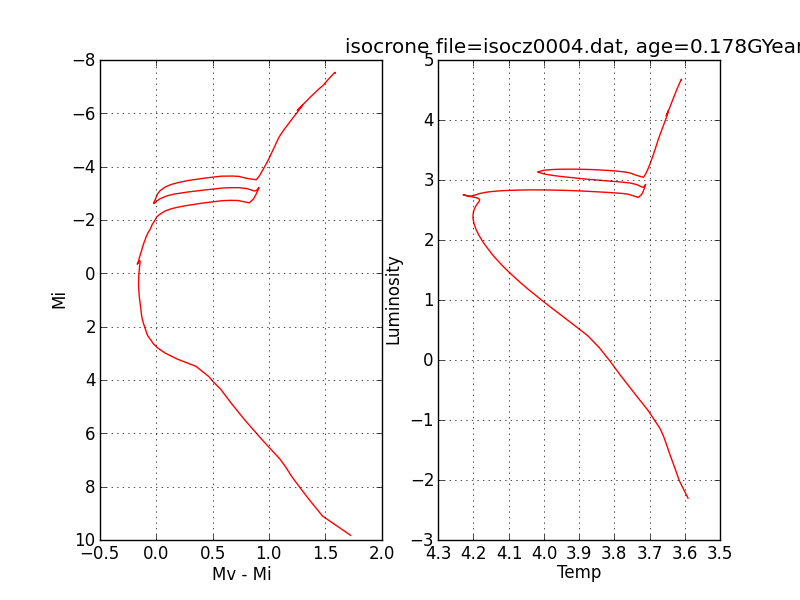 isocrone file=isocz0004.dat, age=0.178GYear
−8
−6
−4
−2
0
2
4
6
8
10
Mi
−0.5 0.0 0.5 1.0 1.5 2.0
Mv - Mi
5
4
3
2
1
0
−1
−2
−3
Luminosity
4.3 4.2 4.1 4.0 3.9 3.8 3.7 3.6 3.5
Temp